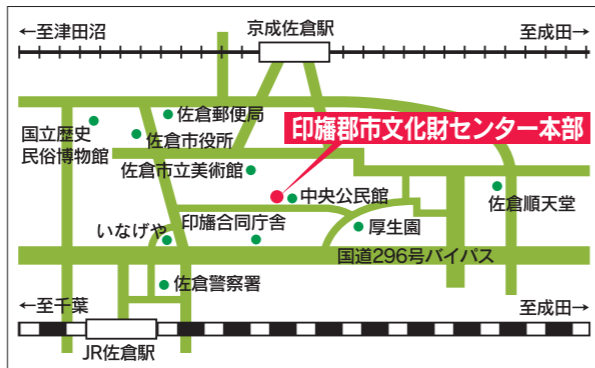 ←至津田沼
京成佐倉駅
至成田→
佐倉郵便局
国立歴史
民俗博物館
佐倉市役所
印旛郡市文化財センター本部
佐倉市立美術館
中央公民館
佐倉順天堂
いなげや
印旛合同庁舎
厚生園
国道296号バイパス
佐倉警察署
←至千葉
至成田→
JR佐倉駅